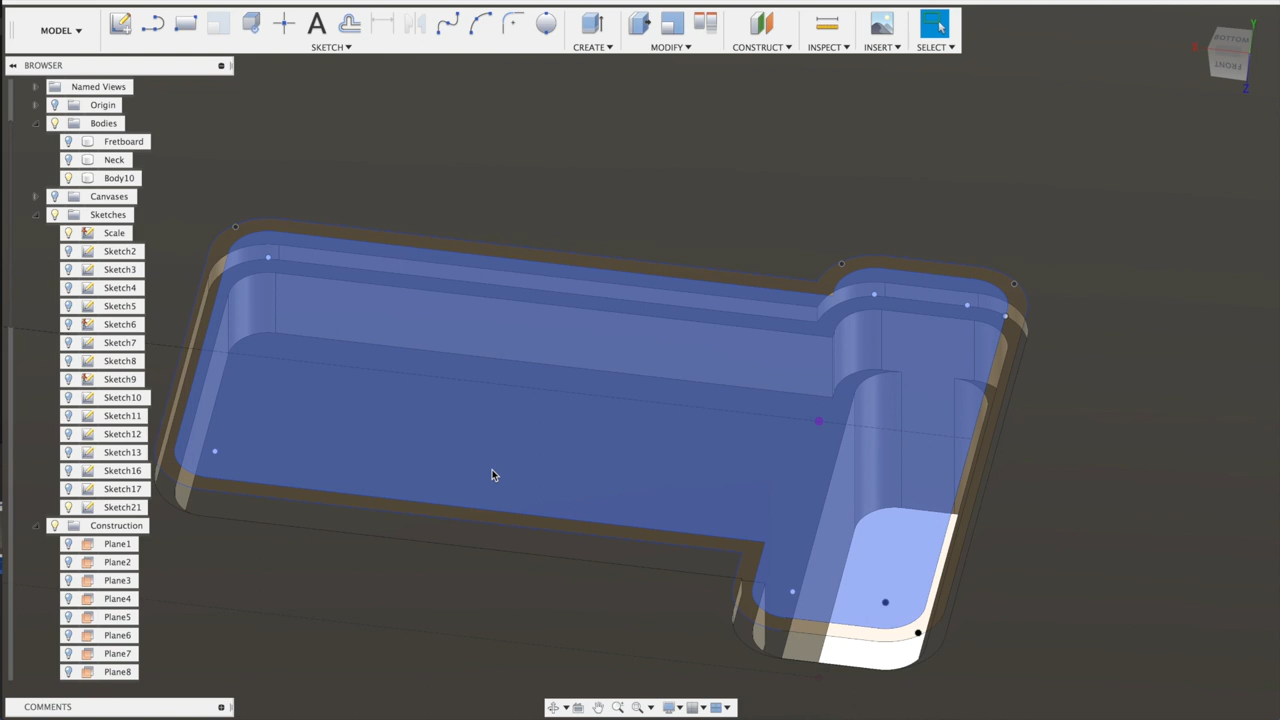 MODEL
A
SKETCH
CREATE
MODIFY
CONSTRUCT
INSPECT
INSERT
SELECT
BOTTOM
FRONT
X
Y
Z
BROWSER
Named Views
Origin
Bodies
Fretboard
Neck
Body10
Canvases
Sketches
Scale
Sketch2
Sketch3
Sketch4
Sketch5
Sketch6
Sketch7
Sketch8
Sketch9
Sketch10
Sketch11
Sketch12
Sketch13
Sketch16
Sketch17
Sketch21
Construction
Plane1
Plane2
Plane3
Plane4
Plane5
Plane6
Plane7
Plane8
COMMENTS